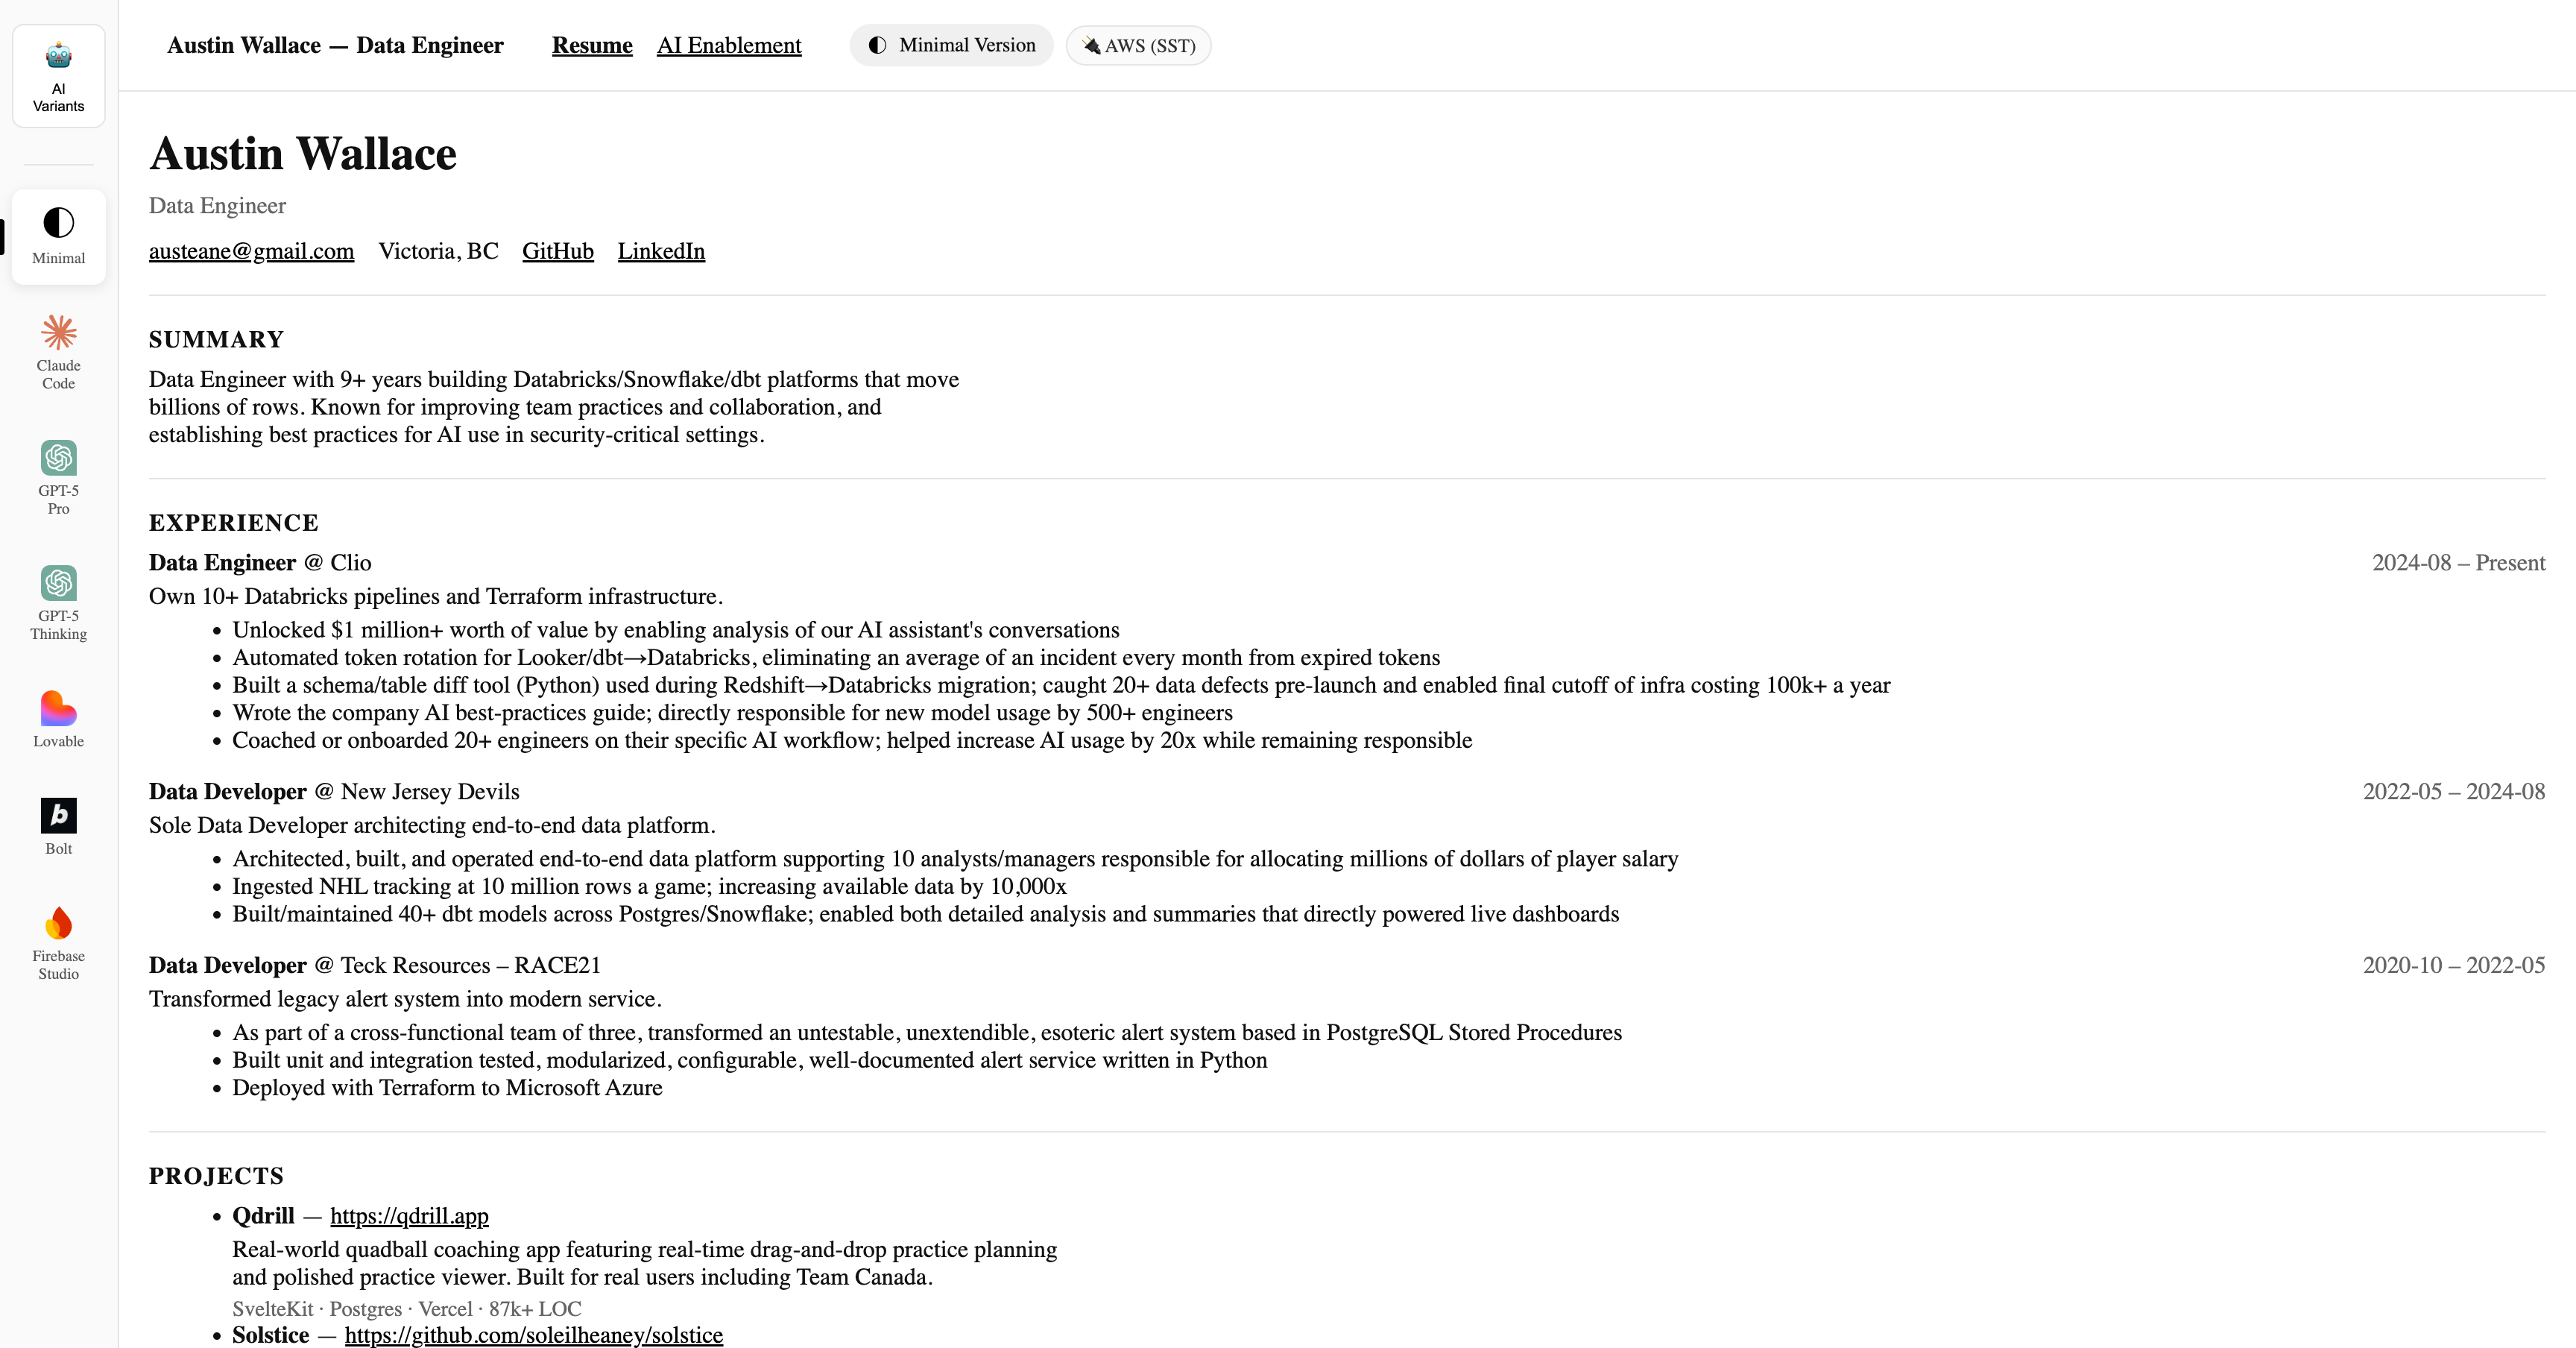 AI
Variants
Minimal
Claude
Code
GPT-5
Pro
GPT-5
Thinking
Lovable
b
Bolt
Firebase
Studio
Austin Wallace — Data Engineer
Resume
AI Enablement
Minimal Version
AWS (SST)
Austin Wallace
Data Engineer
austeane@gmail.com Victoria, BC GitHub LinkedIn
SUMMARY
Data Engineer with 9+ years building Databricks/Snowflake/dbt platforms that move
billions of rows. Known for improving team practices and collaboration, and
establishing best practices for AI use in security-critical settings.
EXPERIENCE
Data Engineer @ Clio 2024-08 – Present
Own 10+ Databricks pipelines and Terraform infrastructure.
• Unlocked $1 million+ worth of value by enabling analysis of our AI assistant's conversations
• Automated token rotation for Looker/dbt→Databricks, eliminating an average of an incident every month from expired tokens
• Built a schema/table diff tool (Python) used during Redshift→Databricks migration; caught 20+ data defects pre-launch and enabled final cutoff of infra costing 100k+ a year
• Wrote the company AI best-practices guide; directly responsible for new model usage by 500+ engineers
• Coached or onboarded 20+ engineers on their specific AI workflow; helped increase AI usage by 20x while remaining responsible
Data Developer @ New Jersey Devils 2022-05 – 2024-08
Sole Data Developer architecting end-to-end data platform.
• Architected, built, and operated end-to-end data platform supporting 10 analysts/managers responsible for allocating millions of dollars of player salary
• Ingested NHL tracking at 10 million rows a game; increasing available data by 10,000x
• Built/maintained 40+ dbt models across Postgres/Snowflake; enabled both detailed analysis and summaries that directly powered live dashboards
Data Developer @ Teck Resources – RACE21 2020-10 – 2022-05
Transformed legacy alert system into modern service.
• As part of a cross-functional team of three, transformed an untestable, unextendible, esoteric alert system based in PostgreSQL Stored Procedures
• Built unit and integration tested, modularized, configurable, well-documented alert service written in Python
• Deployed with Terraform to Microsoft Azure
PROJECTS
• Qdrill — https://qdrill.app
Real-world quadball coaching app featuring real-time drag-and-drop practice planning
and polished practice viewer. Built for real users including Team Canada.
SvelteKit · Postgres · Vercel · 87k+ LOC
• Solstice — https://github.com/soleilheaney/solstice